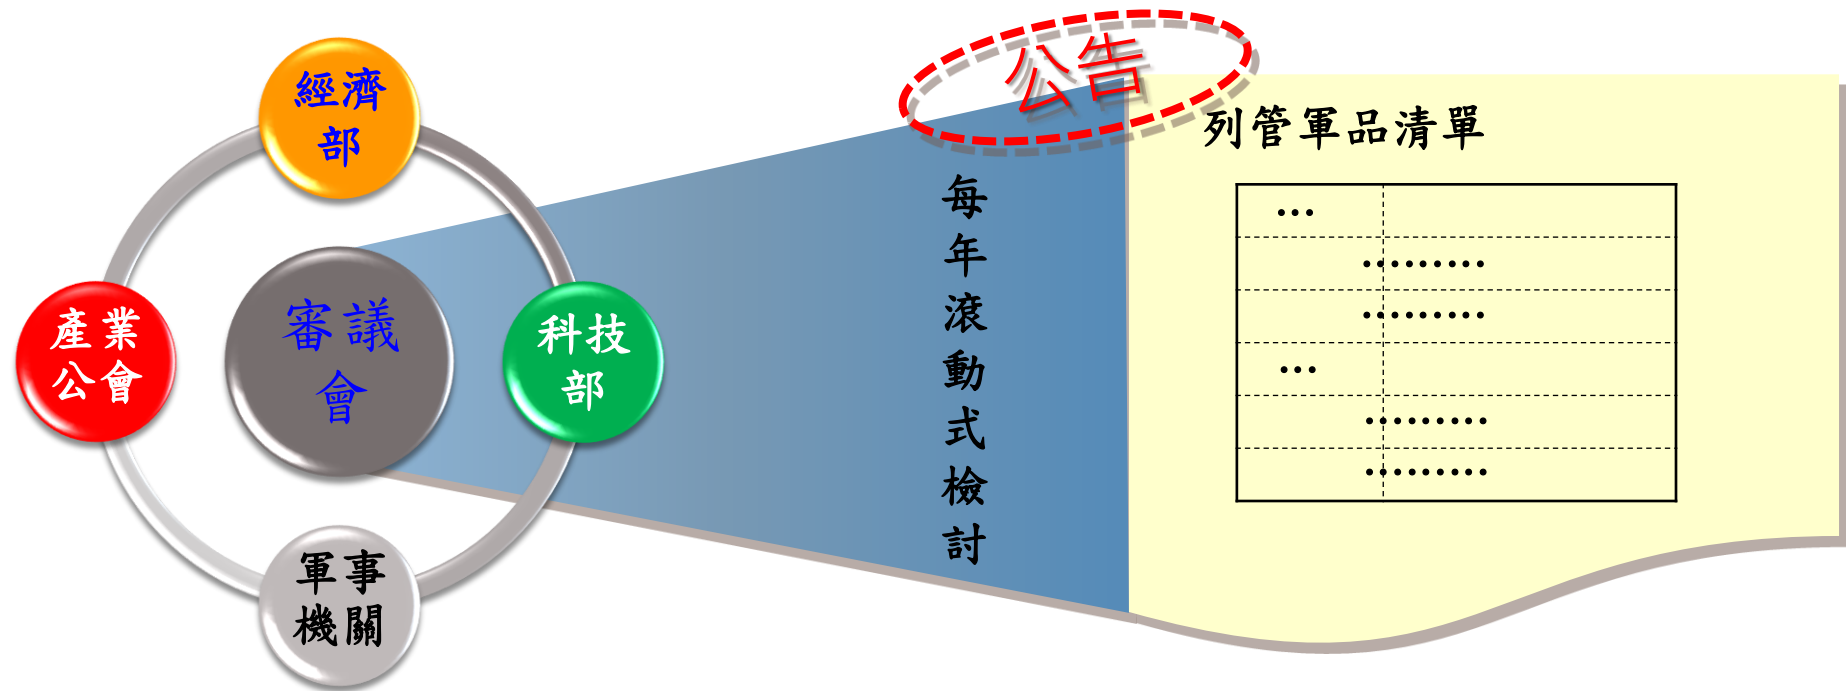 經濟
部
產業
公會
審議
會
科技
部
軍事
機關
每
年
滾
動
式
檢
討
公告
列管軍品清單
...
.........
.........
...
.........
.........